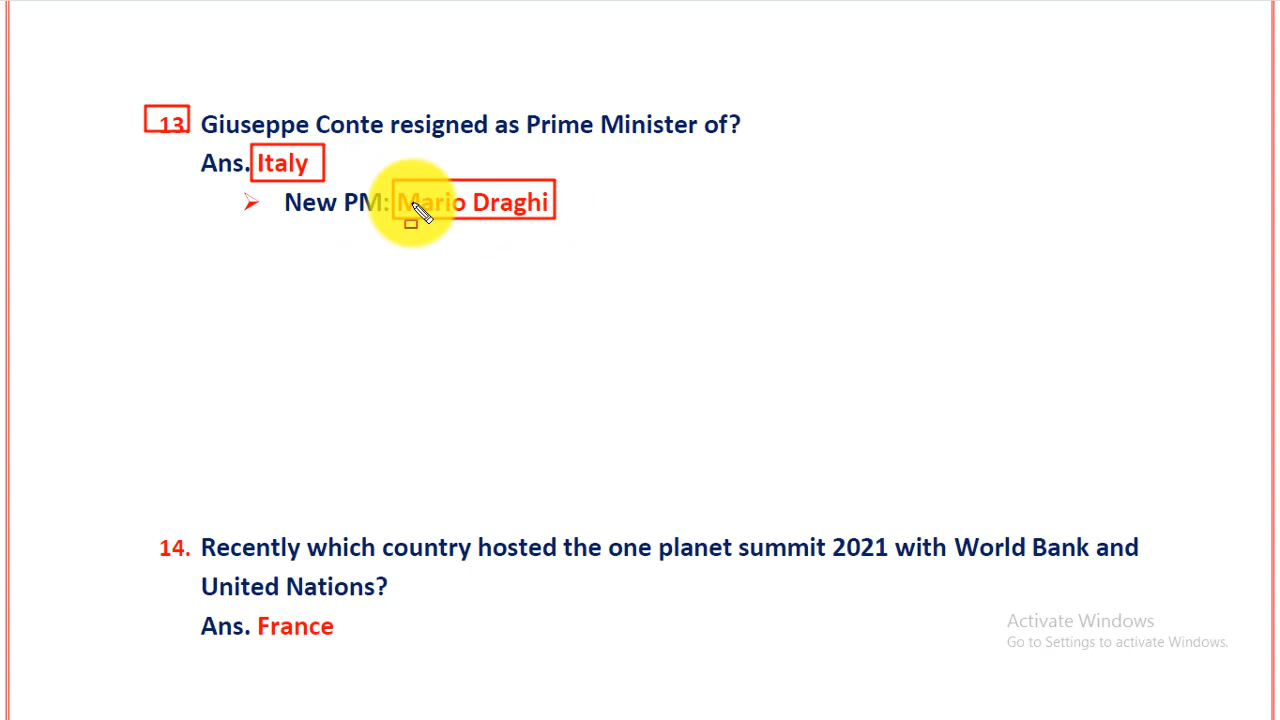 13. Giuseppe Conte resigned as Prime Minister of?
Ans. Italy
New PM: Mario Draghi
14. Recently which country hosted the one planet summit 2021 with World Bank and
United Nations?
Ans. France
Activate Windows
Go to Settings to activate Windows.